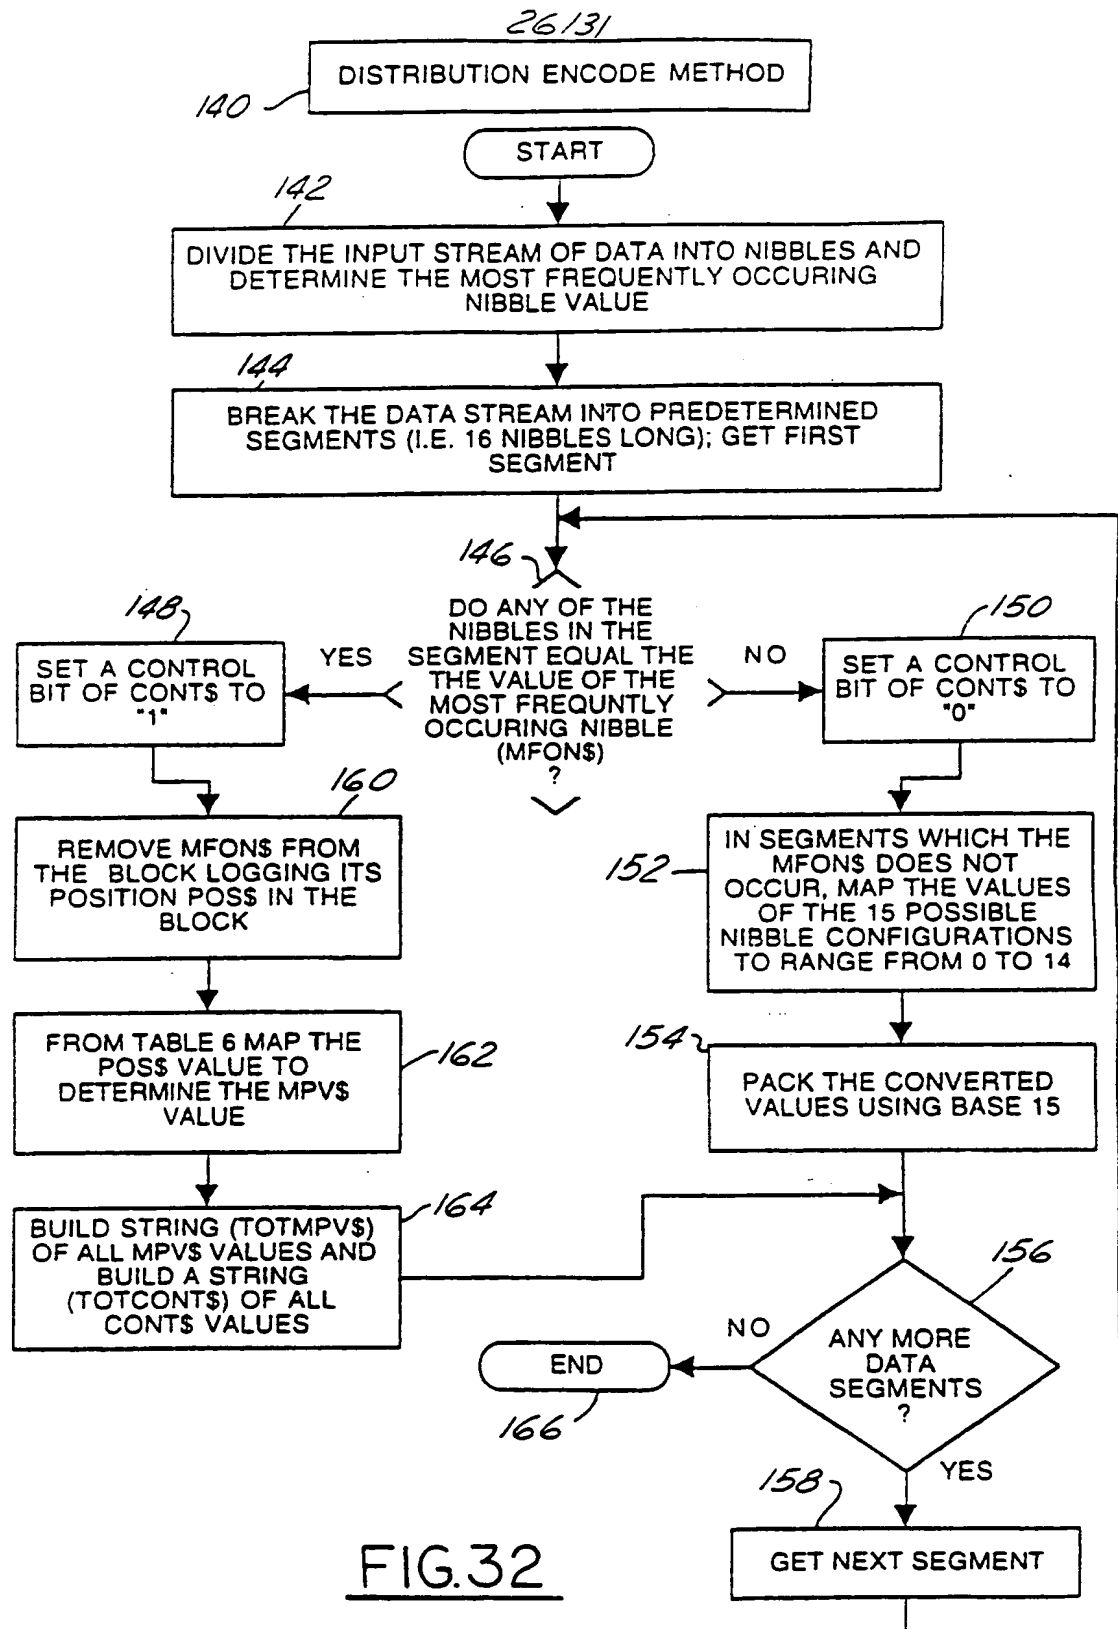 26/31
DISTRIBUTION ENCODE METHOD
140
START
142
DIVIDE THE INPUT STREAM OF DATA INTO NIBBLES AND
DETERMINE THE MOST FREQUENTLY OCCURING
NIBBLE VALUE
144
BREAK THE DATA STREAM INTO PREDETERMINED
SEGMENTS (I.E. 16 NIBBLES LONG); GET FIRST
SEGMENT
146
DO ANY OF THE
NIBBLES IN THE
SEGMENT EQUAL THE
THE VALUE OF THE
MOST FREQUNTLY
OCCURING NIBBLE
(MFON$)
?
YES
NO
148
SET A CONTROL
BIT OF CONT$ TO
"1"
150
SET A CONTROL
BIT OF CONT$ TO
"0"
160
REMOVE MFON$ FROM
THE BLOCK LOGGING ITS
POSITION POS$ IN THE
BLOCK
152
IN SEGMENTS WHICH THE
MFON$ DOES NOT
OCCUR, MAP THE VALUES
OF THE 15 POSSIBLE
NIBBLE CONFIGURATIONS
TO RANGE FROM 0 TO 14
FROM TABLE 6 MAP THE
POS$ VALUE TO
DETERMINE THE MPV$
VALUE
162
154
PACK THE CONVERTED
VALUES USING BASE 15
164
BUILD STRING (TOTMPV$)
OF ALL MPV$ VALUES AND
BUILD A STRING
(TOTCONT$) OF ALL
CONT$ VALUES
156
ANY MORE
DATA
SEGMENTS
?
NO
END
166
YES
158
GET NEXT SEGMENT
FIG.32